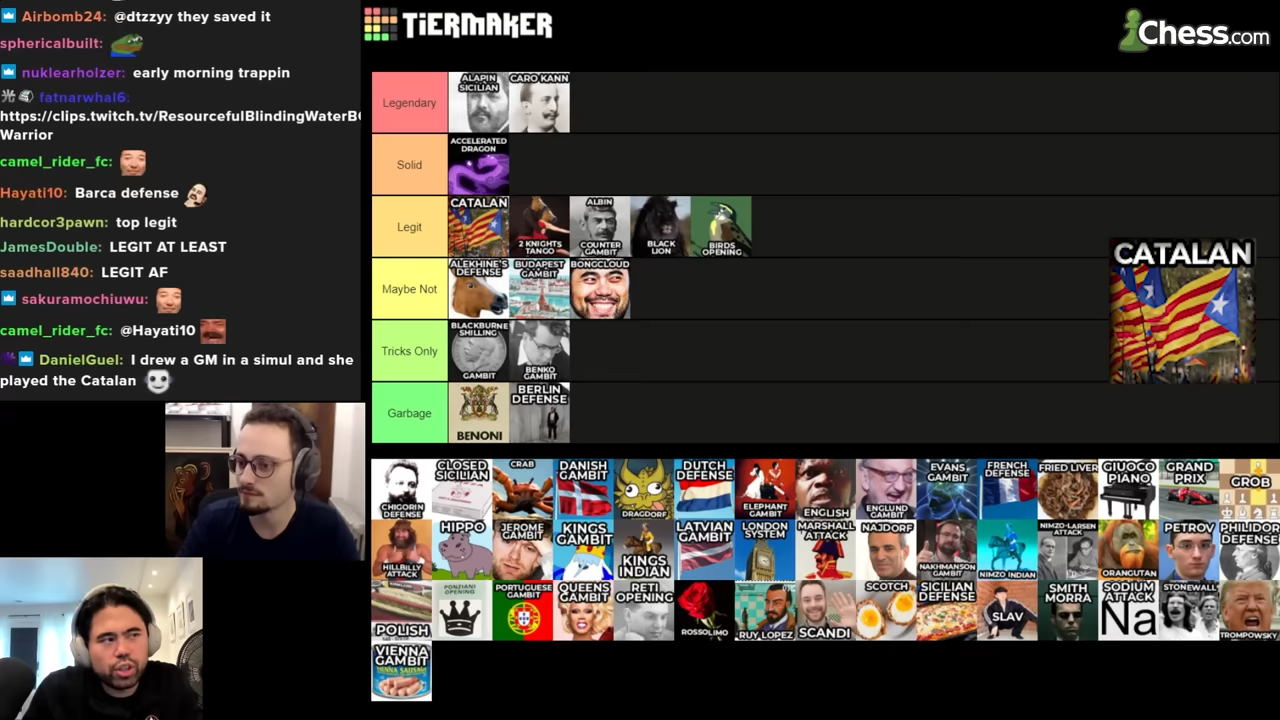 Airbomb24: @dtzzyy they saved it
sphericalbuilt:
nuklearholzer: early morning trappin
fatnarwhal6:
https://clips.twitch.tv/ResourcefulBlindingWaterB
Warrior
camel_rider_fc:
Hayati10: Barca defense
hardcor3pawn: top legit
JamesDouble: LEGIT AT LEAST
saadhall840: LEGIT AF
sakuramochiuwu:
camel_rider_fc: @Hayati10
DanielGuel: I drew a GM in a simul and she
played the Catalan
TIERMAKER
Chess.com
Legendary
ALAPIN
SICILIAN
CARO KANN
Solid
ACCELERATED
DRAGON
Legit
CATALAN
2 KNIGHTS
TANGO
ALBIN
COUNTER
GAMBIT
BLACK
LION
BIRDS
OPENING
Maybe Not
ALEKHINE'S
DEFENSE
BUDAPEST
GAMBIT
BONGCLOUD
Tricks Only
BLACKBURNE
SHILLING
GAMBIT
BENKO
GAMBIT
Garbage
BENONI
BERLIN
DEFENSE
CATALAN
CHIGORIN
DEFENSE
CLOSED
SICILIAN
CRAB
DANISH
GAMBIT
DRAGDORF
DUTCH
DEFENSE
ELEPHANT
GAMBIT
ENGLISH
ENGLUND
GAMBIT
EVANS
GAMBIT
FRENCH
DEFENSE
FRIED LIVER
GIUOCO
PIANO
GRAND
PRIX
GROB
HILLBILLY
ATTACK
HIPPO
JEROME
GAMBIT
KINGS
GAMBIT
KINGS
INDIAN
LATVIAN
GAMBIT
LONDON
SYSTEM
MARSHALL
ATTACK
NAJDORF
NAKHMANSON
GAMBIT
NIMZO INDIAN
NIMZO-LARSEN
ATTACK
ORANGUTAN
PETROV
PHILIDOR
DEFENSE
POLISH
PONZIANI
OPENING
PORTUGUESE
GAMBIT
QUEENS
GAMBIT
RETI
OPENING
ROSSOLIMO
RUY LOPEZ
SCANDI
SCOTCH
SICILIAN
DEFENSE
SLAV
SMITH
MORRA
SODIUM
ATTACK
Na
STONEWALL
TROMPOWSKY
VIENNA
GAMBIT
VIENNA SAUSAGE